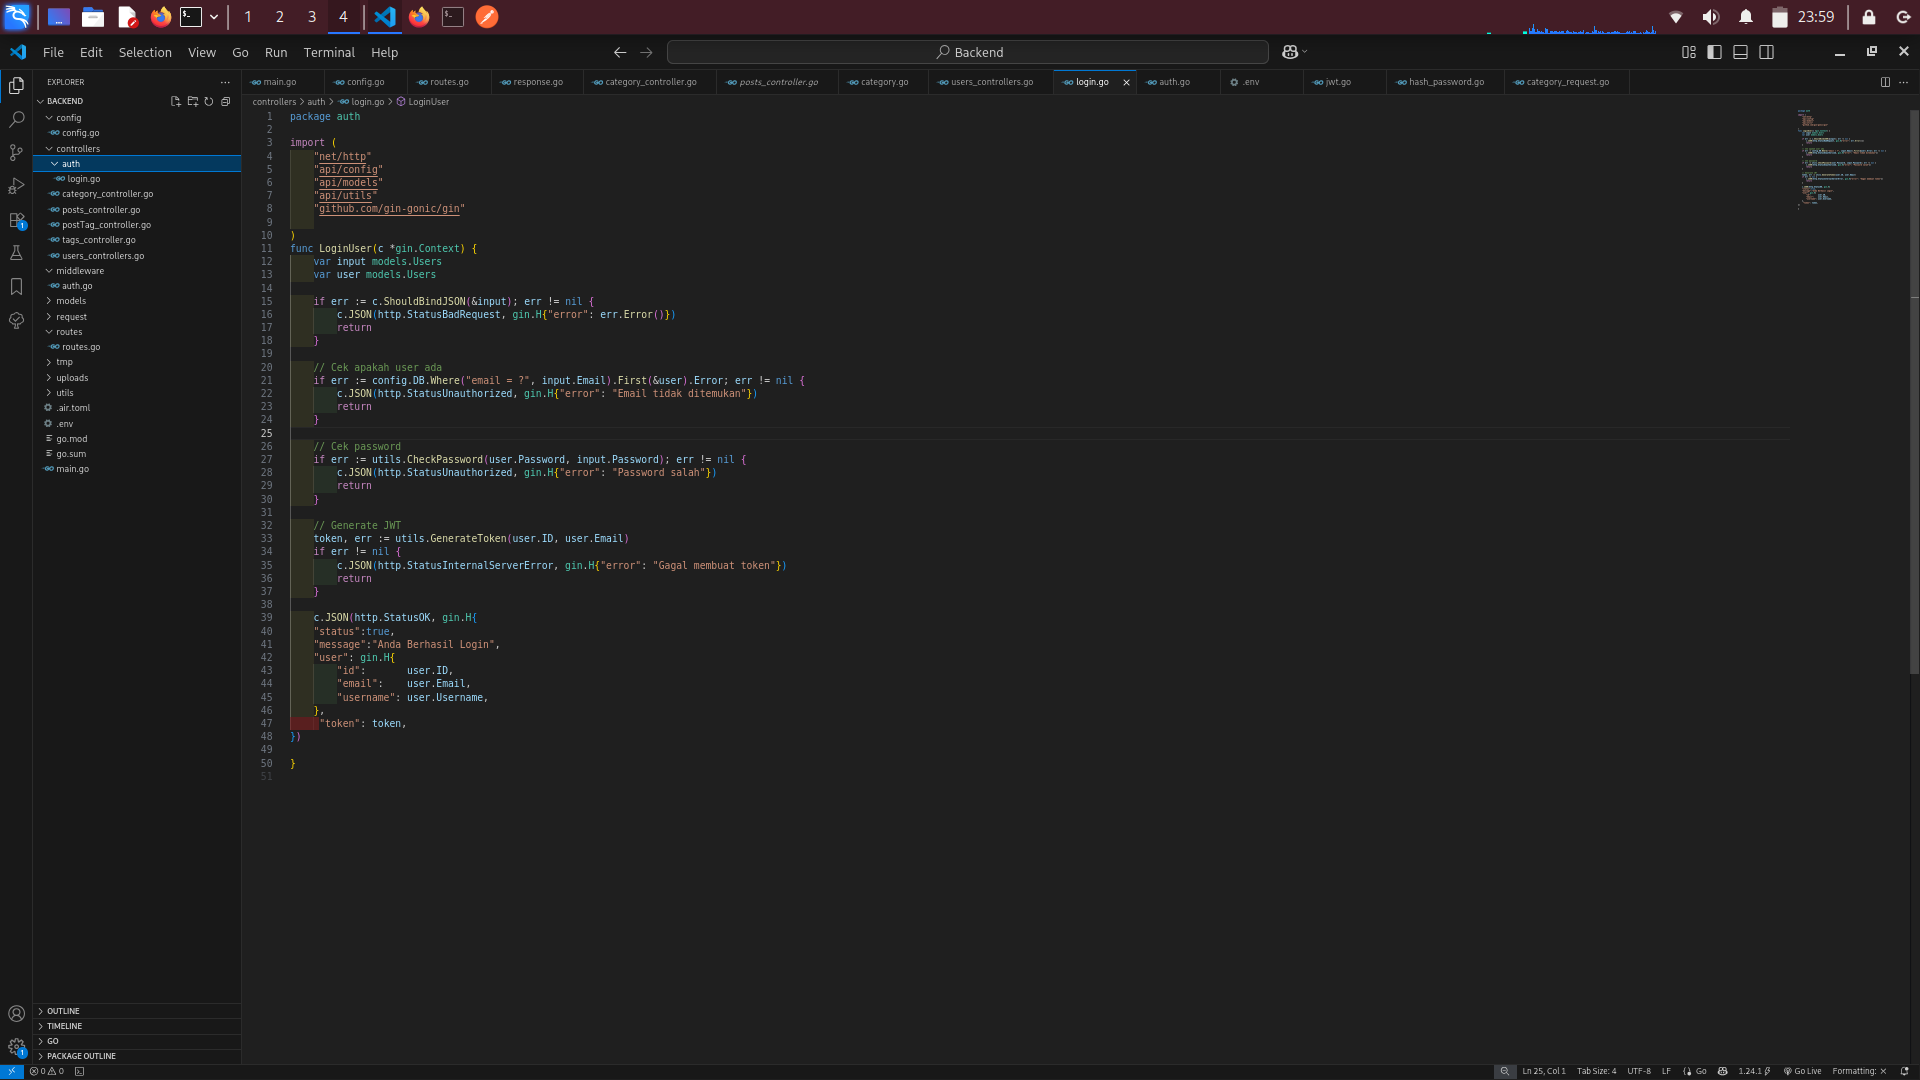 1 2 3 4 23:59
File Edit Selection View Go Run Terminal Help Backend
EXPLORER
BACKEND
config
config.go
controllers
auth
login.go
category_controller.go
posts_controller.go
postTag_controller.go
tags_controller.go
users_controllers.go
middleware
auth.go
models
request
routes
routes.go
tmp
uploads
utils
.air.toml
.env
go.mod
go.sum
main.go
OUTLINE
TIMELINE
GO
PACKAGE OUTLINE
main.go config.go routes.go response.go category_controller.go posts_controller.go category.go users_controllers.go login.go auth.go .env jwt.go hash_password.go category_request.go
controllers > auth > login.go > LoginUser
1 package auth
2
3 import (
4 "net/http"
5 "api/config"
6 "api/models"
7 "api/utils"
8 "github.com/gin-gonic/gin"
9
10 )
11 func LoginUser(c *gin.Context) {
12 var input models.Users
13 var user models.Users
14
15 if err := c.ShouldBindJSON(&input); err != nil {
16 c.JSON(http.StatusBadRequest, gin.H{"error": err.Error()})
17 return
18 }
19
20 // Cek apakah user ada
21 if err := config.DB.Where("email = ?", input.Email).First(&user).Error; err != nil {
22 c.JSON(http.StatusUnauthorized, gin.H{"error": "Email tidak ditemukan"})
23 return
24 }
25
26 // Cek password
27 if err := utils.CheckPassword(user.Password, input.Password); err != nil {
28 c.JSON(http.StatusUnauthorized, gin.H{"error": "Password salah"})
29 return
30 }
31
32 // Generate JWT
33 token, err := utils.GenerateToken(user.ID, user.Email)
34 if err != nil {
35 c.JSON(http.StatusInternalServerError, gin.H{"error": "Gagal membuat token"})
36 return
37 }
38
39 c.JSON(http.StatusOK, gin.H{
40 "status":true,
41 "message":"Anda Berhasil Login",
42 "user": gin.H{
43 "id": user.ID,
44 "email": user.Email,
45 "username": user.Username,
46 },
47 "token": token,
48 })
49
50 }
51
0 0 Ln 25, Col 1 Tab Size: 4 UTF-8 LF Go 1.24.1 Go Live Formatting: ×